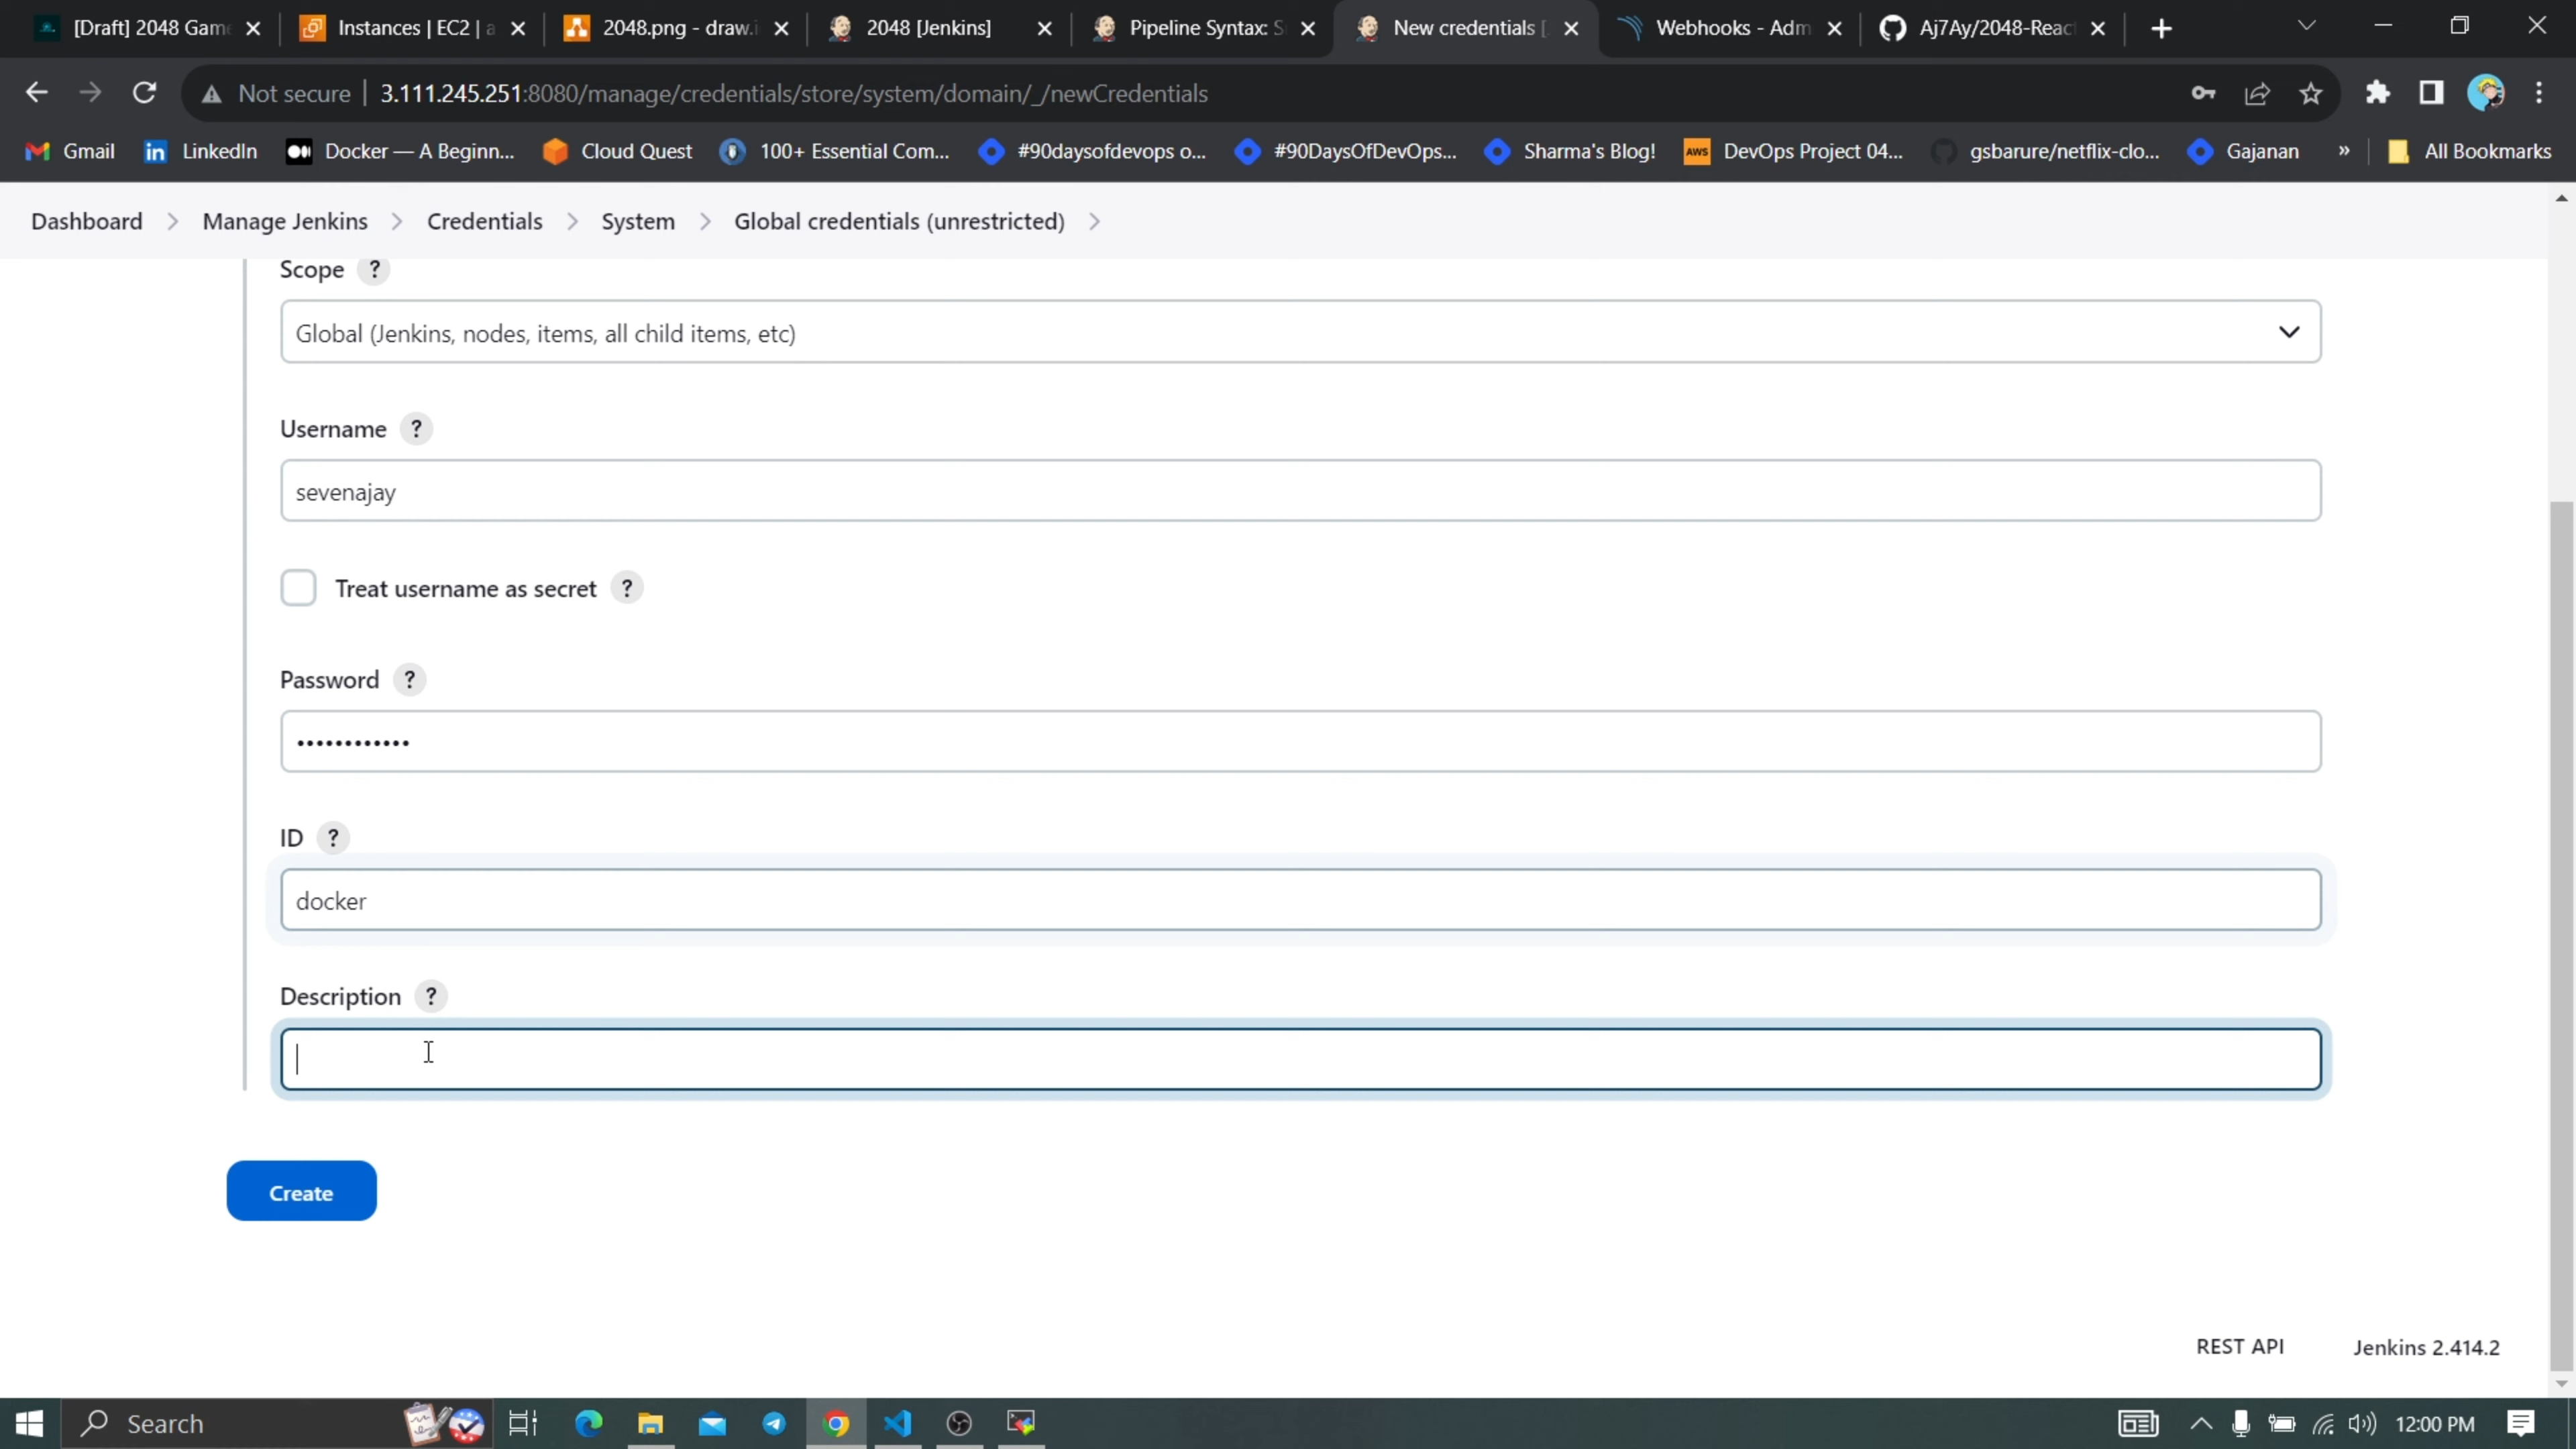 [Draft] 2048 Game
Instances | EC2 | a
2048.png - draw.i
2048 [Jenkins]
Pipeline Syntax: S
New credentials [
Webhooks - Adm
Aj7Ay/2048-Reac
Not secure | 3.111.245.251:8080/manage/credentials/store/system/domain/_/newCredentials
Gmail
LinkedIn
Docker — A Beginn...
Cloud Quest
100+ Essential Com...
#90daysofdevops o...
#90DaysOfDevOps...
Sharma's Blog!
aws
DevOps Project 04...
gsbarure/netflix-clo...
Gajanan
»
All Bookmarks
Dashboard > Manage Jenkins > Credentials > System > Global credentials (unrestricted) >
Scope ?
Global (Jenkins, nodes, items, all child items, etc)
Username ?
sevenajay
Treat username as secret ?
Password ?
••••••••••••
ID ?
docker
Description ?
Create
REST API
Jenkins 2.414.2
Search
12:00 PM